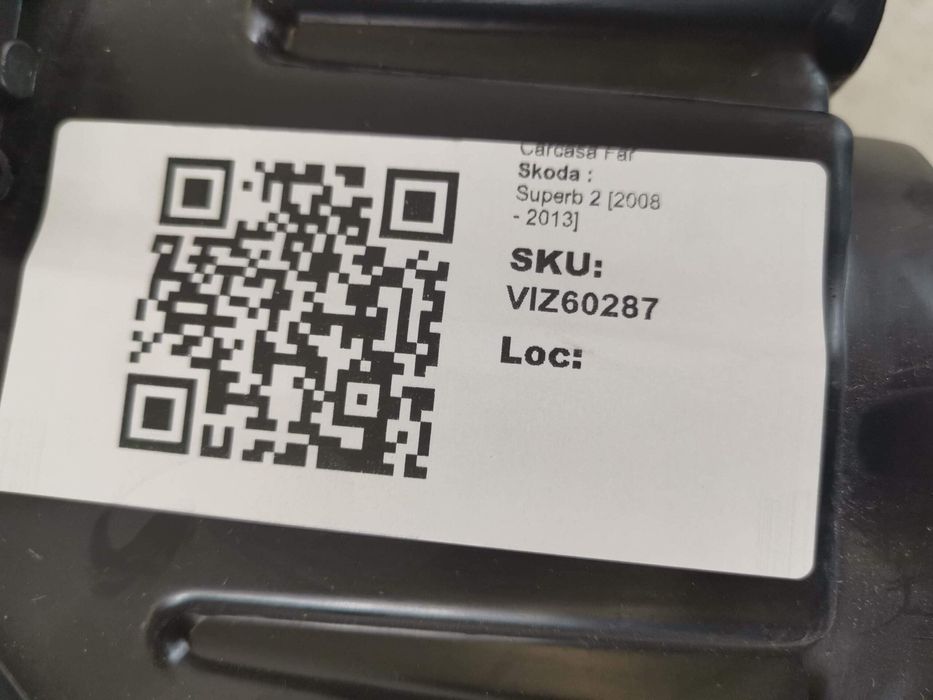 Carcasa Far
Skoda :
Superb 2 [2008
- 2013]
SKU:
VIZ60287
Loc: